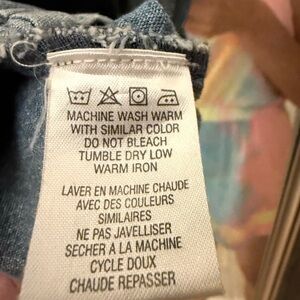 MACHINE WASH WARM
WITH SIMILAR COLOR
DO NOT BLEACH
TUMBLE DRY LOW
WARM IRON
LAVER EN MACHINE CHAUDE
AVEC DES COULEURS
SIMILAIRES
NE PAS JAVELLISER
SECHER A LA MACHINE
CYCLE DOUX
CHAUDE REPASSER